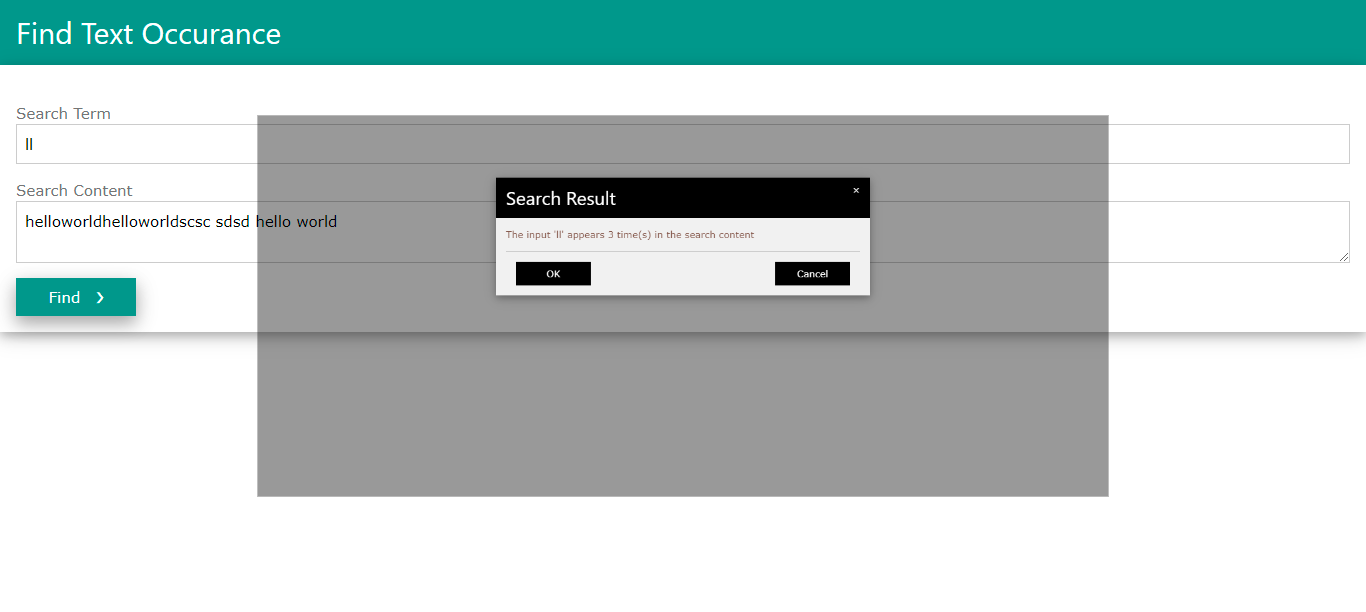 Find Text Occurance
Search Term
ll
Search Content
helloworldhelloworldscsc sdsd hello world
Find ❯
Search Result ×
The input 'll' appears 3 time(s) in the search content
OK Cancel